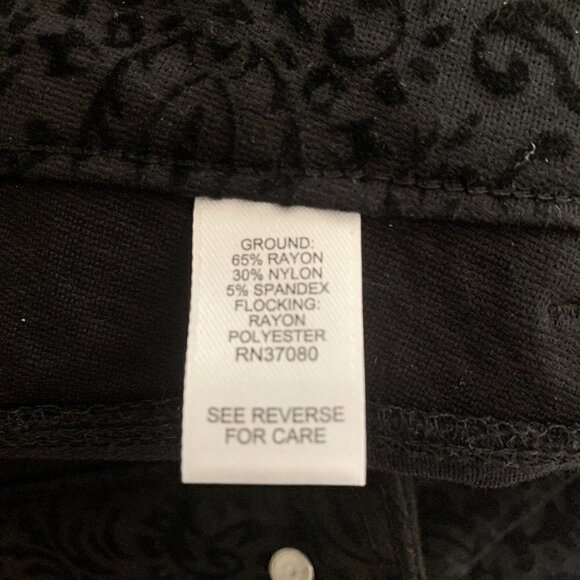 GROUND:
65% RAYON
30% NYLON
5% SPANDEX
FLOCKING:
RAYON
POLYESTER
RN37080
SEE REVERSE
FOR CARE